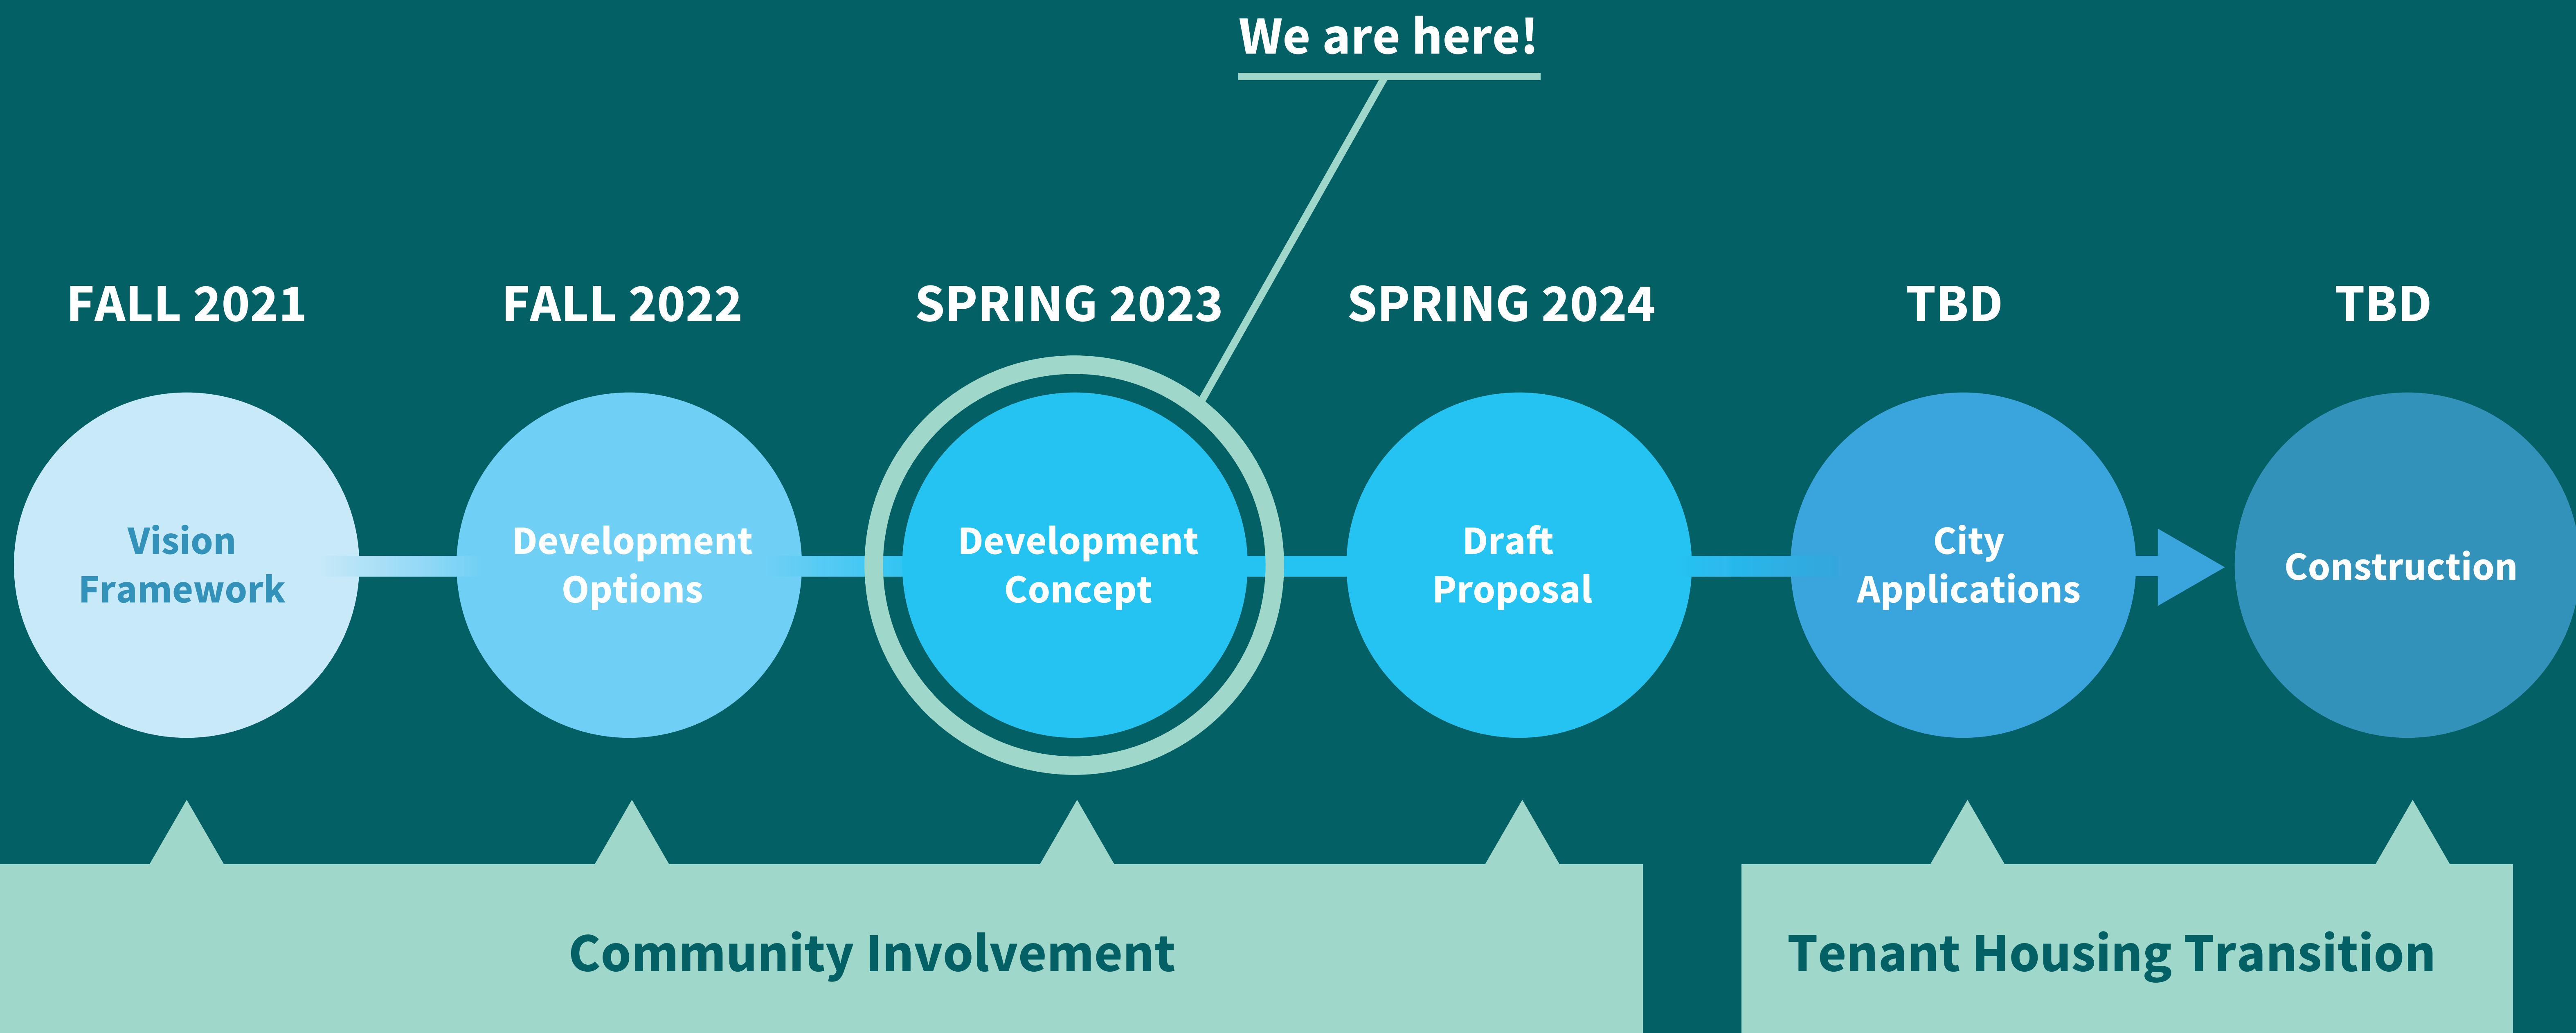 We are here!
FALL 2021
FALL 2022
SPRING 2023
SPRING 2024
TBD
TBD
Vision
Framework
Development
Options
Development
Concept
Draft
Proposal
City
Applications
Construction
Community Involvement
Tenant Housing Transition